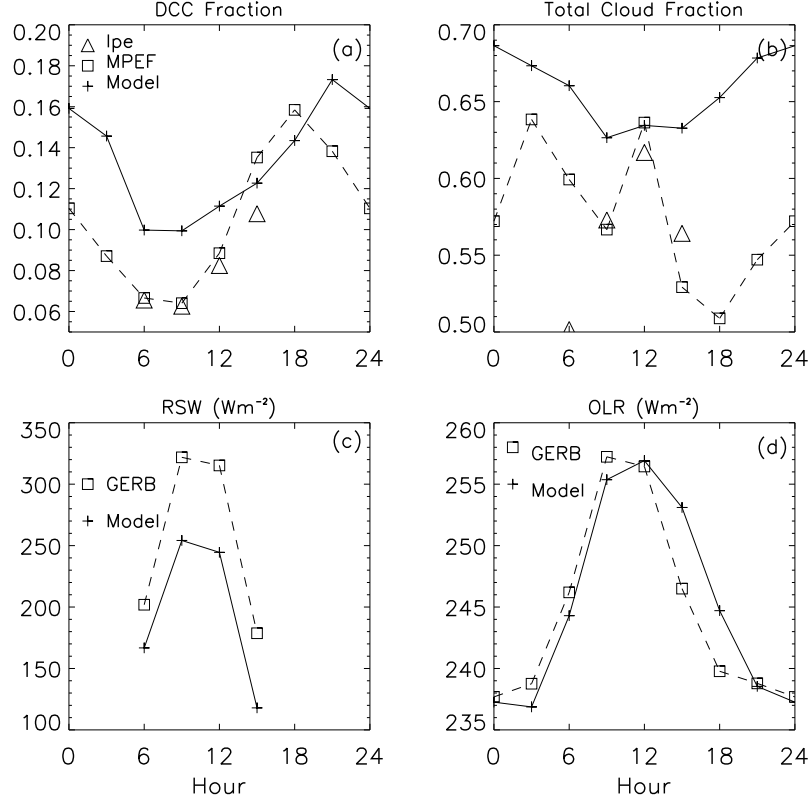 DCC Fraction
0.20
0.18
0.16
0.14
0.12
0.10
0.08
0.06
(a)
Ipe
MPEF
Model
0 6 12 18 24
Total Cloud Fraction
0.70
0.65
0.60
0.55
0.50
(b)
0 6 12 18 24
RSW (Wm⁻²)
350
300
250
200
150
100
(c)
GERB
Model
0 6 12 18 24
Hour
OLR (Wm⁻²)
260
255
250
245
240
235
(d)
GERB
Model
0 6 12 18 24
Hour